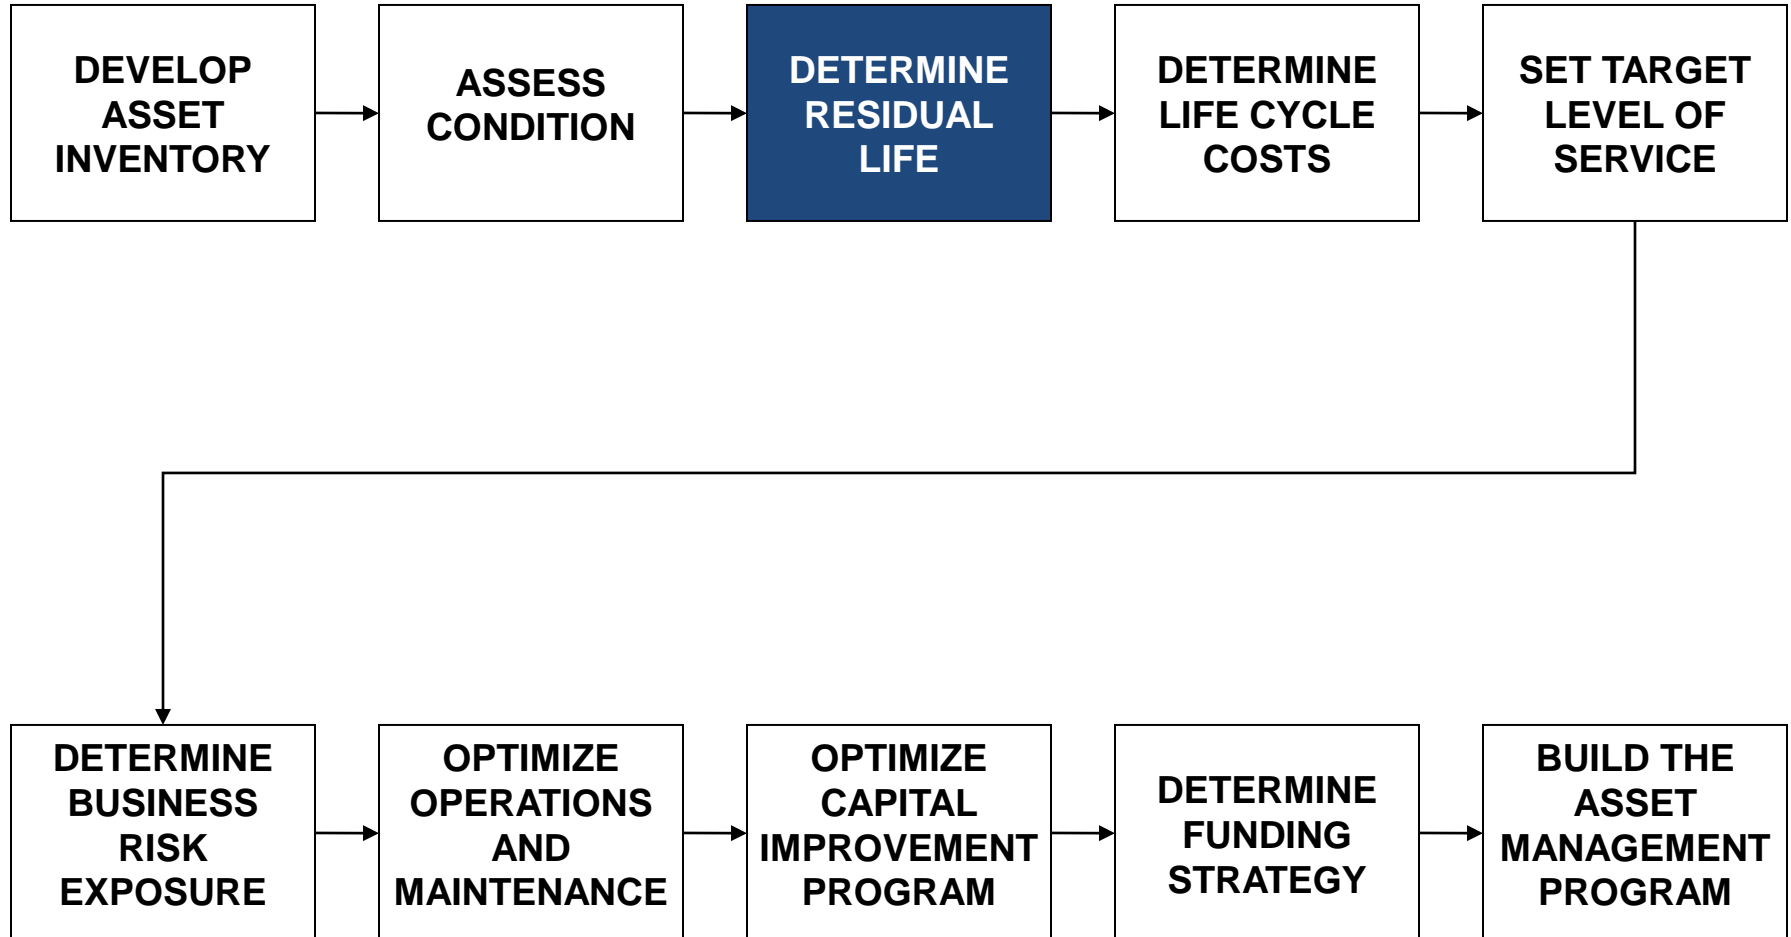 DEVELOP
ASSET
INVENTORY
ASSESS
CONDITION
DETERMINE
RESIDUAL
LIFE
DETERMINE
LIFE CYCLE
COSTS
SET TARGET
LEVEL OF
SERVICE
DETERMINE
BUSINESS
RISK
EXPOSURE
OPTIMIZE
OPERATIONS
AND
MAINTENANCE
OPTIMIZE
CAPITAL
IMPROVEMENT
PROGRAM
DETERMINE
FUNDING
STRATEGY
BUILD THE
ASSET
MANAGEMENT
PROGRAM